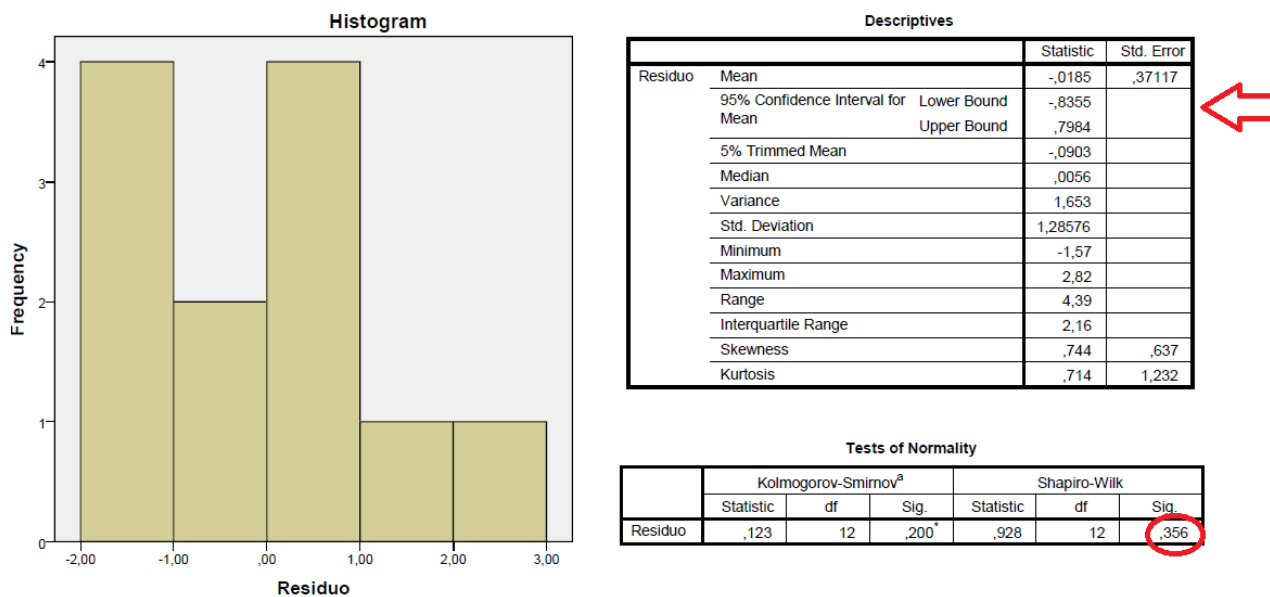 Histogram
4
3
2
1
0
Frequency
-2,00 -1,00 ,00 1,00 2,00 3,00
Residuo
Descriptives
Statistic Std. Error
Residuo Mean -,0185 ,37117
95% Confidence Interval for Lower Bound -,8355
Mean Upper Bound ,7984
5% Trimmed Mean -,0903
Median ,0056
Variance 1,653
Std. Deviation 1,28576
Minimum -1,57
Maximum 2,82
Range 4,39
Interquartile Range 2,16
Skewness ,744 ,637
Kurtosis ,714 1,232
Tests of Normality
Kolmogorov-Smirnov^a Shapiro-Wilk
Statistic df Sig. Statistic df Sig.
Residuo ,123 12 ,200* ,928 12 ,356